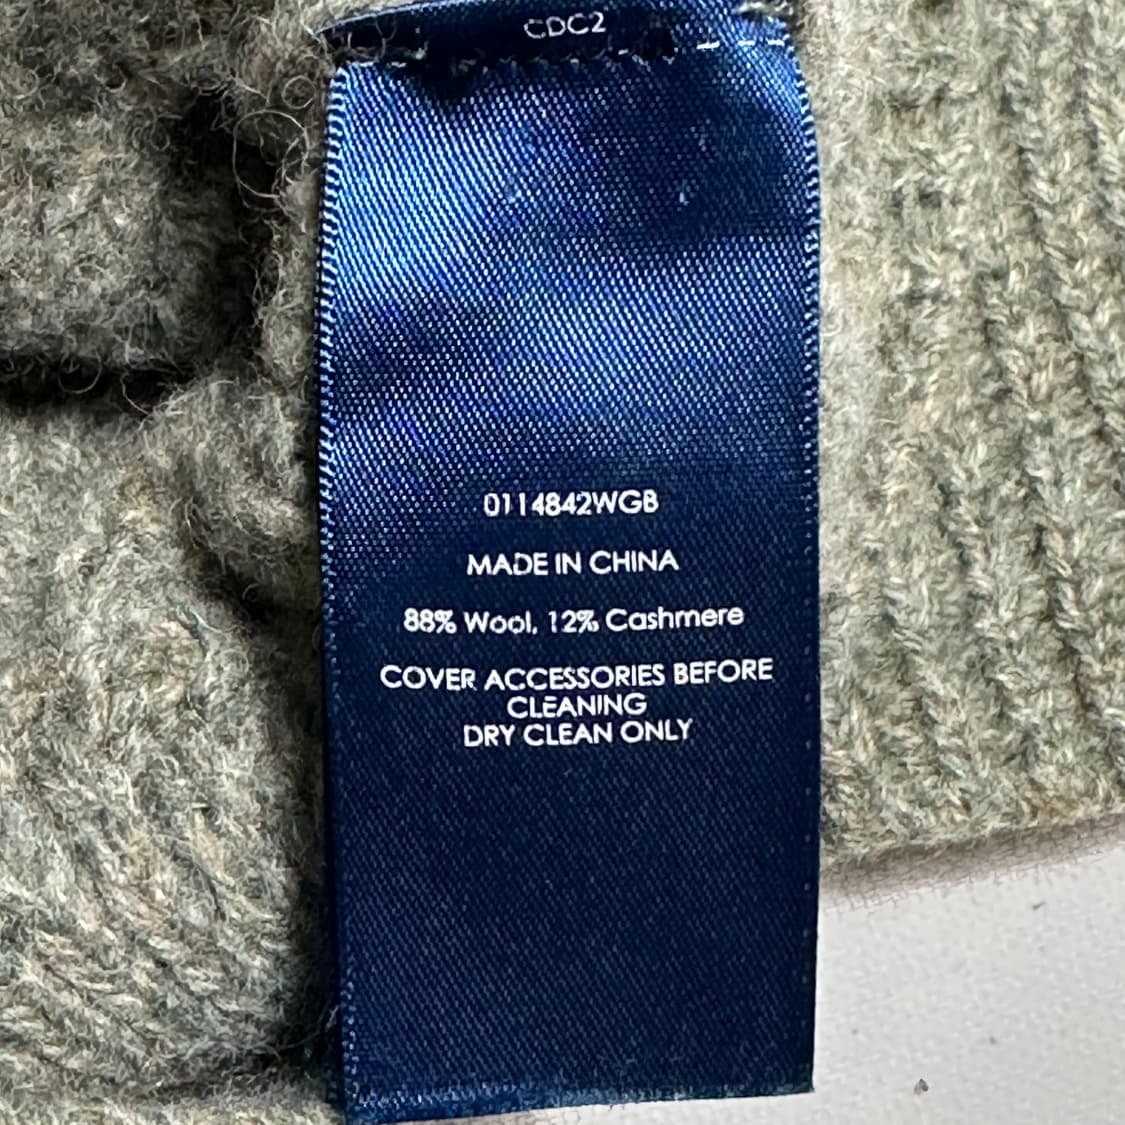 CDC2
0114842WGB
MADE IN CHINA
88% Wool, 12% Cashmere
COVER ACCESSORIES BEFORE
CLEANING
DRY CLEAN ONLY